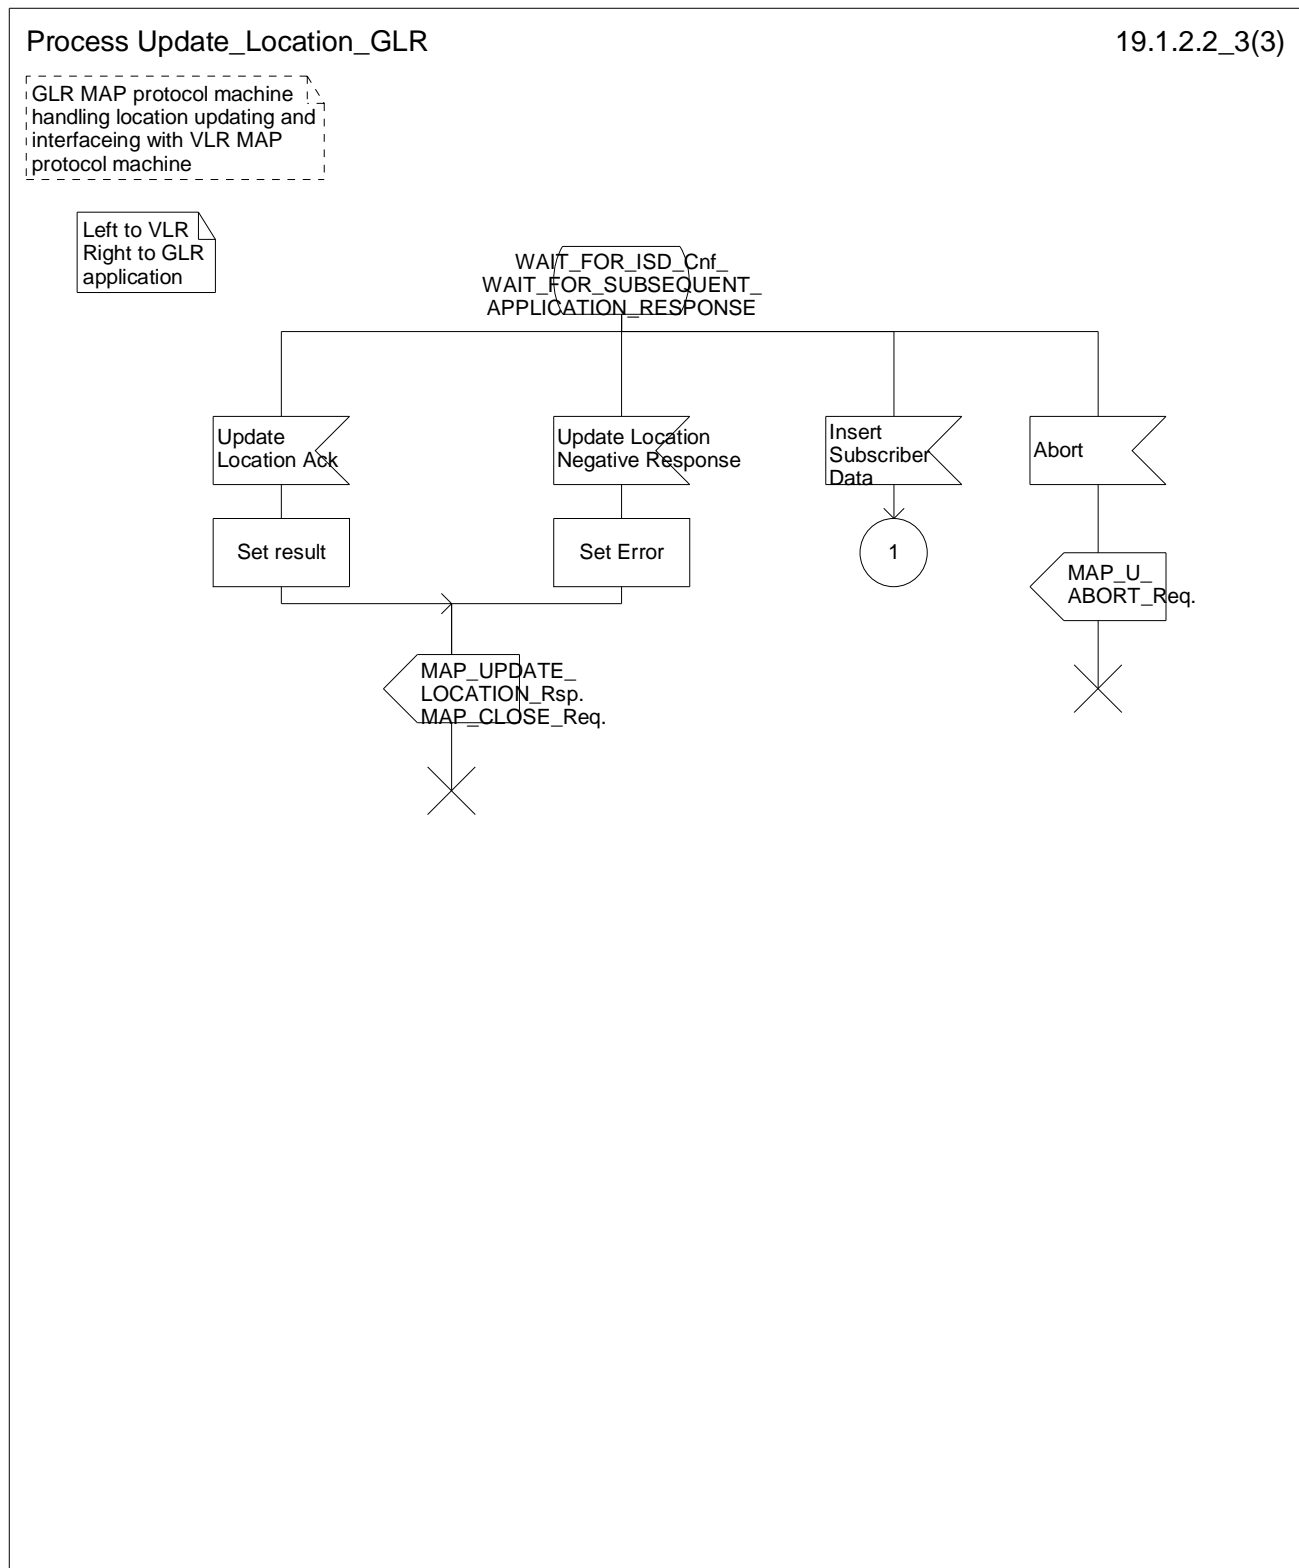 Process Update_Location_GLR
19.1.2.2_3(3)
GLR MAP protocol machine
handling location updating and
interfaceing with VLR MAP
protocol machine
Left to VLR
Right to GLR
application
WAIT_FOR_ISD_Cnf_
WAIT_FOR_SUBSEQUENT_
APPLICATION_RESPONSE
Update
Location Ack
Update Location
Negative Response
Insert
Subscriber
Data
Abort
Set result
Set Error
1
MAP_U_
ABORT_Req.
MAP_UPDATE_
LOCATION_Rsp.
MAP_CLOSE_Req.